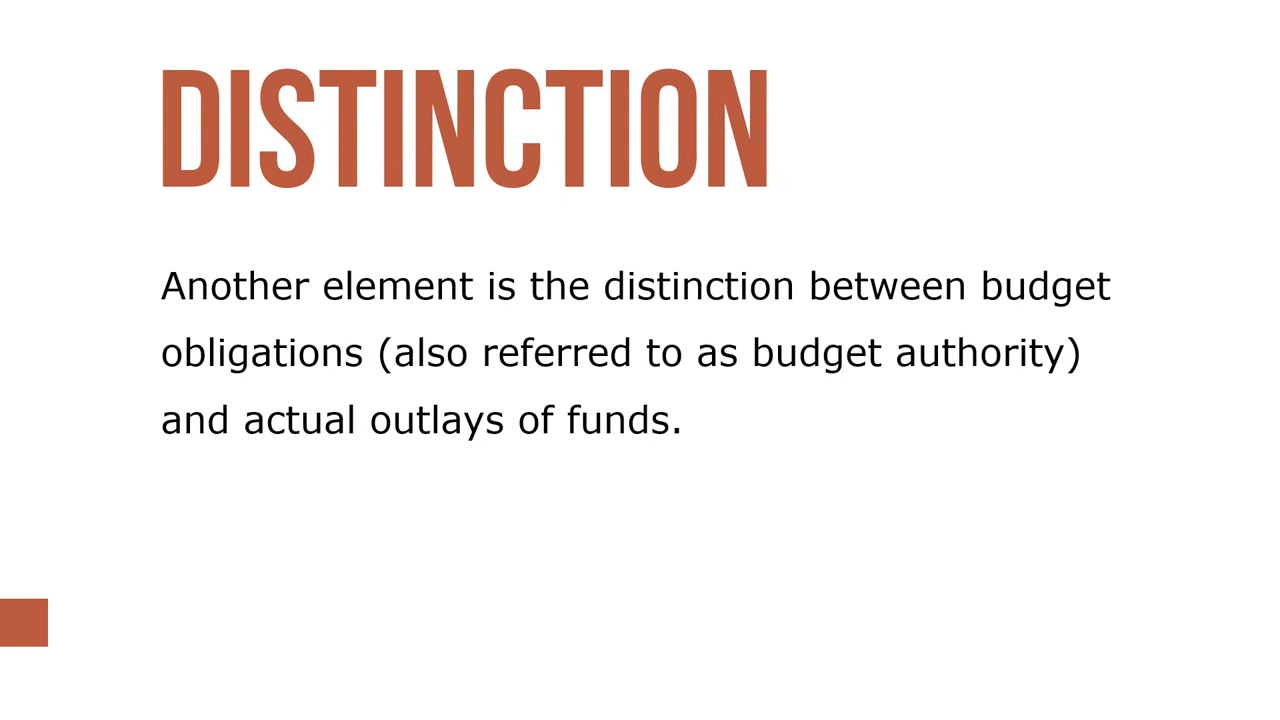 DISTINCTION
Another element is the distinction between budget
obligations (also referred to as budget authority)
and actual outlays of funds.